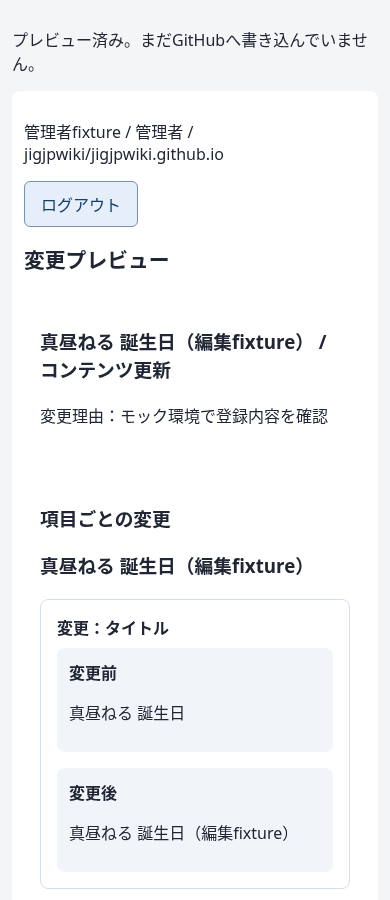 プレビュー済み。まだGitHubへ書き込んでいませ
ん。
管理者fixture / 管理者 /
jigjpwiki/jigjpwiki.github.io
ログアウト
変更プレビュー
真昼ねる 誕生日（編集fixture） /
コンテンツ更新
変更理由：モック環境で登録内容を確認
項目ごとの変更
真昼ねる 誕生日（編集fixture）
変更：タイトル
変更前
真昼ねる 誕生日
変更後
真昼ねる 誕生日（編集fixture）